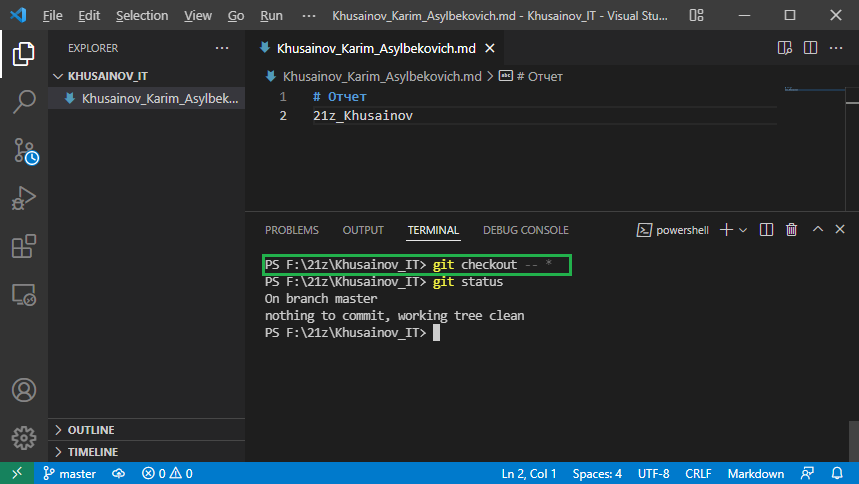 File Edit Selection View Go Run ··· Khusainov_Karim_Asylbekovich.md - Khusainov_IT - Visual Stu...
EXPLORER ···
KHUSAINOV_IT
Khusainov_Karim_Asylbek...
Khusainov_Karim_Asylbekovich.md
Khusainov_Karim_Asylbekovich.md > # Отчет
1 # Отчет
2 21z_Khusainov
PROBLEMS OUTPUT TERMINAL DEBUG CONSOLE powershell
PS F:\21z\Khusainov_IT> git checkout -- *
PS F:\21z\Khusainov_IT> git status
On branch master
nothing to commit, working tree clean
PS F:\21z\Khusainov_IT>
OUTLINE
TIMELINE
master 0 0 Ln 2, Col 1 Spaces: 4 UTF-8 CRLF Markdown